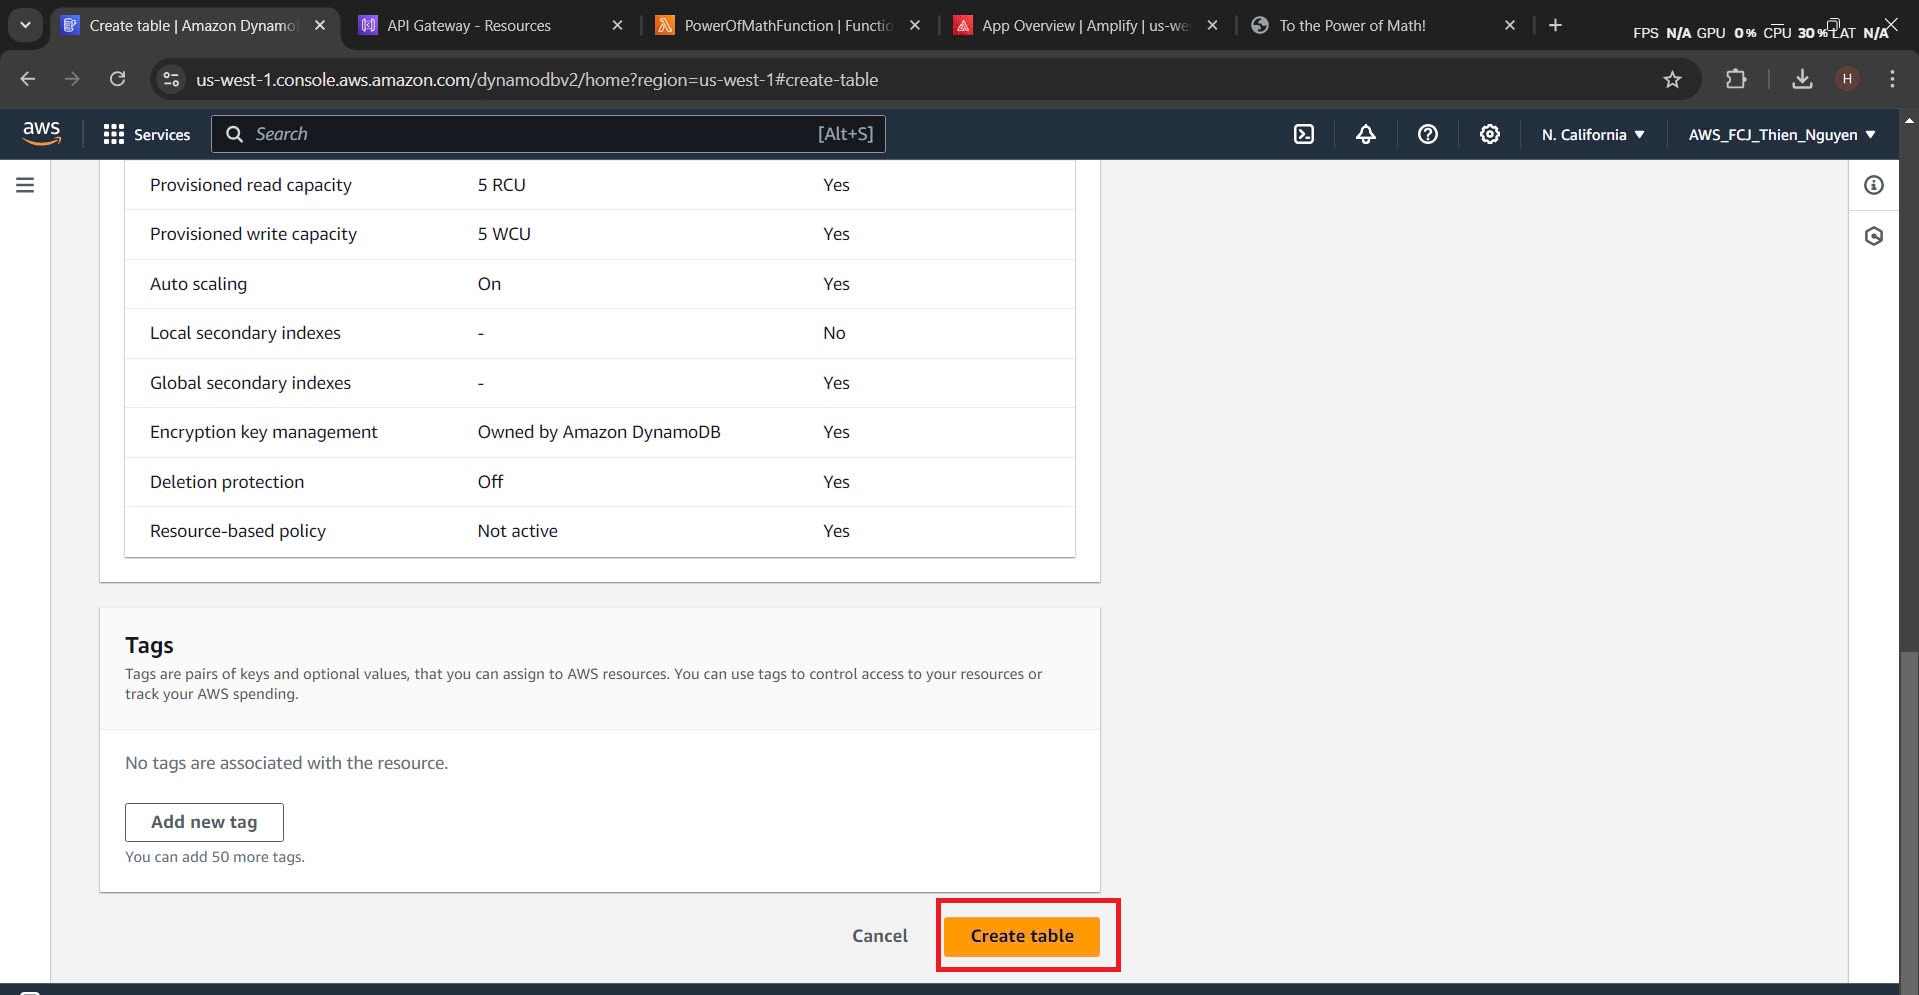 Create table | Amazon Dynamo
API Gateway - Resources
PowerOfMathFunction | Functio
App Overview | Amplify | us-we
To the Power of Math!
FPS N/A GPU 0% CPU 30% LAT N/A
us-west-1.console.aws.amazon.com/dynamodbv2/home?region=us-west-1#create-table
H
aws
Services
Search
[Alt+S]
N. California
AWS_FCJ_Thien_Nguyen
Provisioned read capacity 5 RCU Yes
Provisioned write capacity 5 WCU Yes
Auto scaling On Yes
Local secondary indexes - No
Global secondary indexes - Yes
Encryption key management Owned by Amazon DynamoDB Yes
Deletion protection Off Yes
Resource-based policy Not active Yes
Tags
Tags are pairs of keys and optional values, that you can assign to AWS resources. You can use tags to control access to your resources or
track your AWS spending.
No tags are associated with the resource.
Add new tag
You can add 50 more tags.
Cancel
Create table